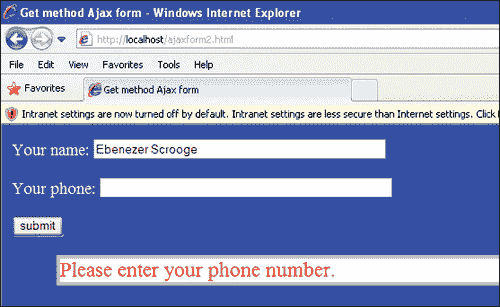 Get method Ajax form - Windows Internet Explorer
http://localhost/ajaxform2.html
File Edit View Favorites Tools Help
Favorites Get method Ajax form
Intranet settings are now turned off by default. Intranet settings are less secure than Internet settings. Click
Your name: Ebenezer Scrooge
Your phone:
submit
Please enter your phone number.